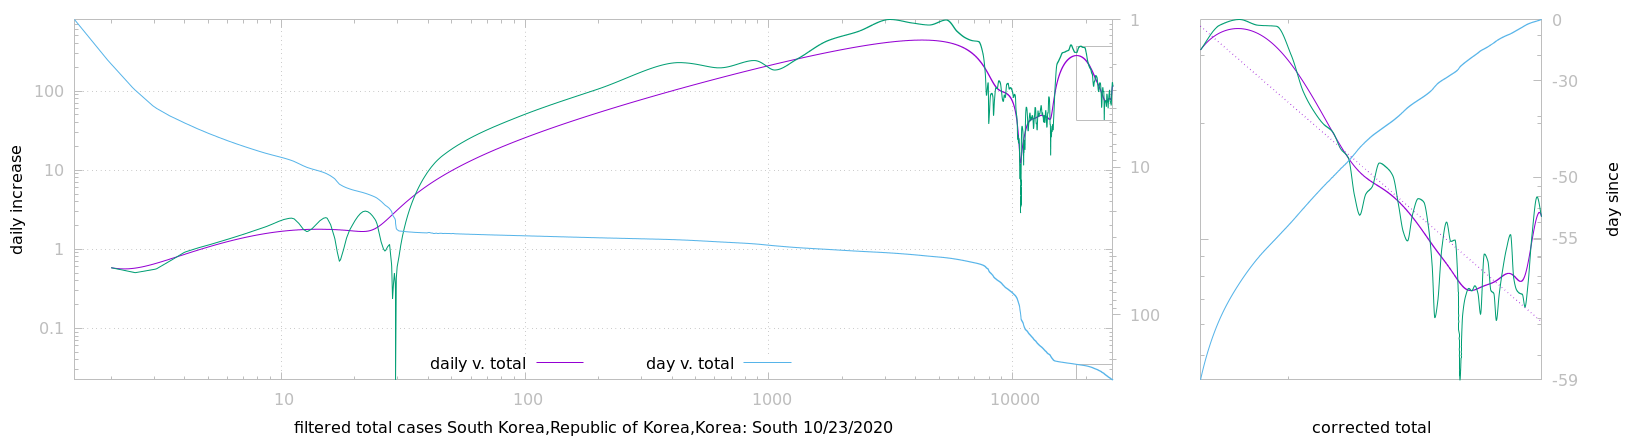 daily increase
100
10
1
0.1
10
100
1000
10000
1
10
100
daily v. total
day v. total
filtered total cases South Korea,Republic of Korea,Korea: South 10/23/2020
0
-30
-50
-55
-59
day since
corrected total